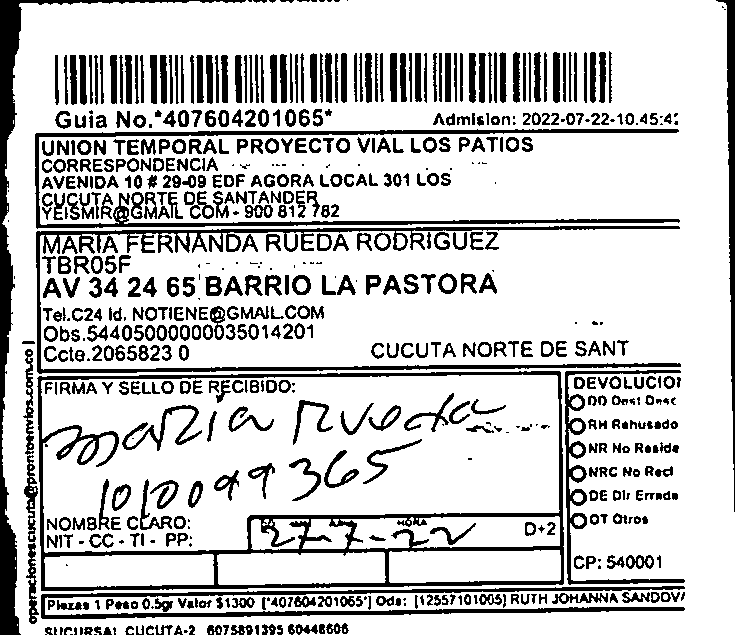 Guia No.*407604201065*
Admision: 2022-07-22-10.45:42
UNION TEMPORAL PROYECTO VIAL LOS PATIOS
CORRESPONDENCIA
AVENIDA 10 # 29-09 EDF AGORA LOCAL 301 LOS
CUCUTA NORTE DE SANTANDER
YEISMIR@GMAIL COM - 900 812 782
MARIA FERNANDA RUEDA RODRIGUEZ
TBR05F
AV 34 24 65 BARRIO LA PASTORA
Tel.C24 Id. NOTIENE@GMAIL.COM
Obs.54405000000035014201
Ccte.2065823 0
CUCUTA NORTE DE SANT
operacionescucuta@prontoenvios.com.co |
FIRMA Y SELLO DE RECIBIDO:
maria Rueda
1010099365
NOMBRE CLARO:
NIT - CC - TI - PP:
HORA
27-7-22
D+2
DEVOLUCION
DD Dest Desc
RH Rehusado
NR No Reside
NRC No Recl
DE Dir Errada
OT Otros
CP: 540001
Piezas 1 Peso 0.5gr Valor $1300 [*407604201065*] Ods: [12557101005] RUTH JOHANNA SANDOVA
SUCURSAL CUCUTA-2 6075891395 60448606